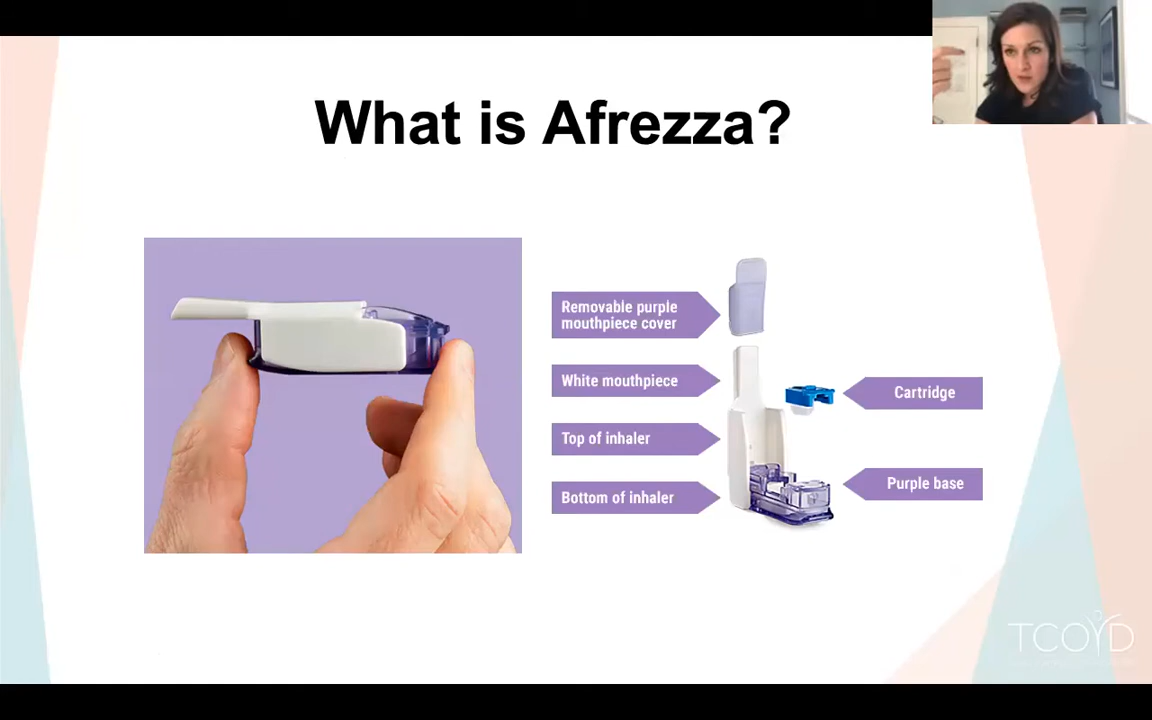 What is Afrezza?
Removable purple
mouthpiece cover
White mouthpiece
Top of inhaler
Bottom of inhaler
Cartridge
Purple base
TCOYD